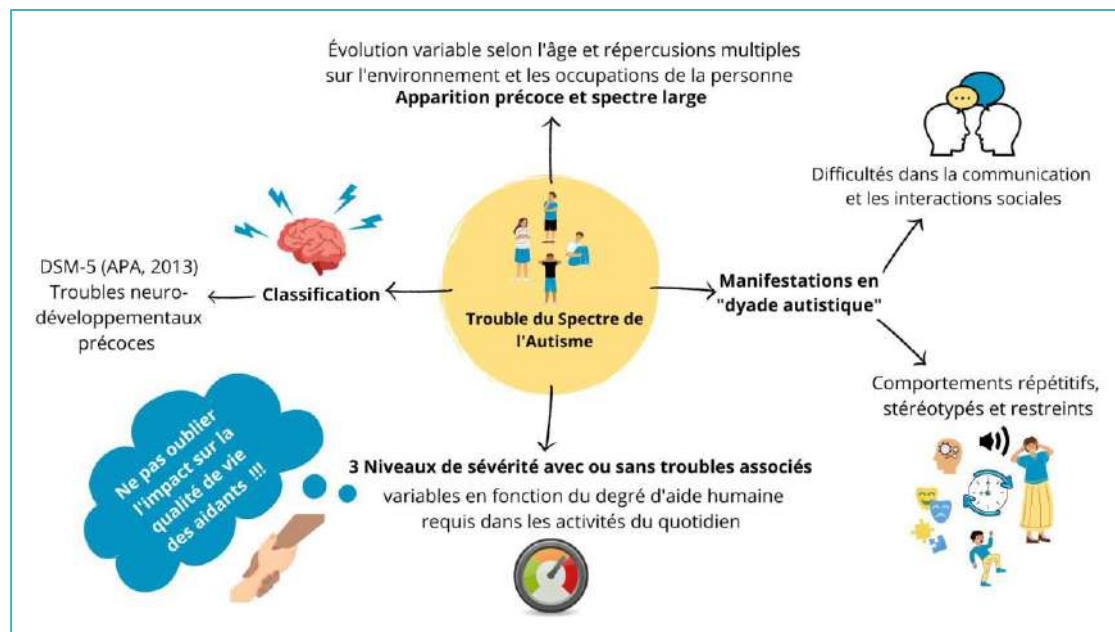 Évolution variable selon l'âge et répercusions multiples
sur l'environnement et les occupations de la personne
Apparition précoce et spectre large
Difficultés dans la communication
et les interactions sociales
DSM-5 (APA, 2013)
Troubles neuro-
développementaux
précoces
Classification
Trouble du Spectre de
l'Autisme
Manifestations en
"dyade autistique"
Comportements répétitifs,
stéréotypés et restreints
Ne pas oublier
l'impact sur la
qualité de vie
des aidants !!!
3 Niveaux de sévérité avec ou sans troubles associés
variables en fonction du degré d'aide humaine
requis dans les activités du quotidien